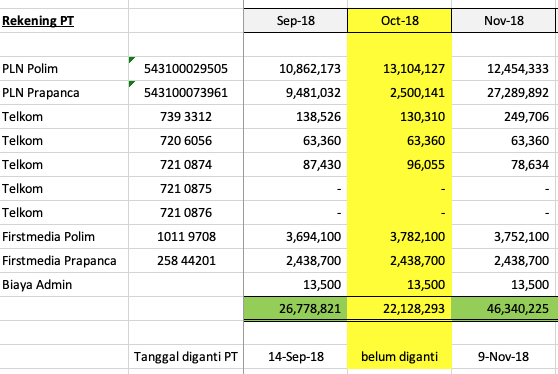 Rekening PT Sep-18 Oct-18 Nov-18
PLN Polim 543100029505 10,862,173 13,104,127 12,454,333
PLN Prapanca 543100073961 9,481,032 2,500,141 27,289,892
Telkom 739 3312 138,526 130,310 249,706
Telkom 720 6056 63,360 63,360 63,360
Telkom 721 0874 87,430 96,055 78,634
Telkom 721 0875 - - -
Telkom 721 0876 - - -
Firstmedia Polim 1011 9708 3,694,100 3,782,100 3,752,100
Firstmedia Prapanca 258 44201 2,438,700 2,438,700 2,438,700
Biaya Admin 13,500 13,500 13,500
26,778,821 22,128,293 46,340,225
Tanggal diganti PT 14-Sep-18 belum diganti 9-Nov-18